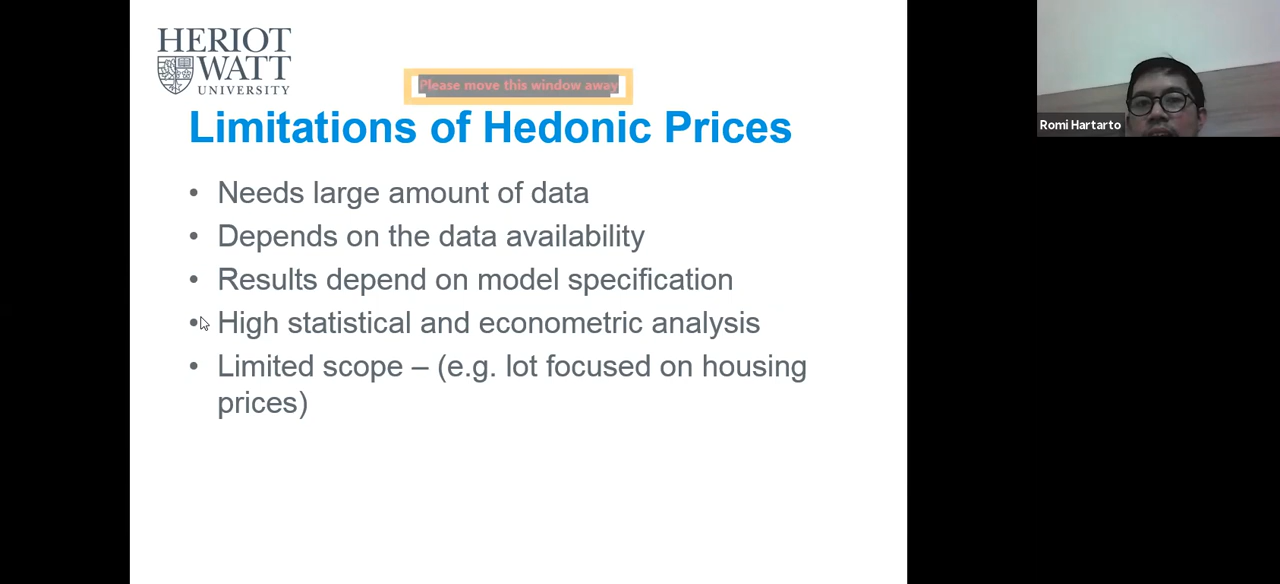 HERIOT
WATT
UNIVERSITY
Please move this window away
Limitations of Hedonic Prices
• Needs large amount of data
• Depends on the data availability
• Results depend on model specification
• High statistical and econometric analysis
• Limited scope – (e.g. lot focused on housing
prices)
Romi Hartarto